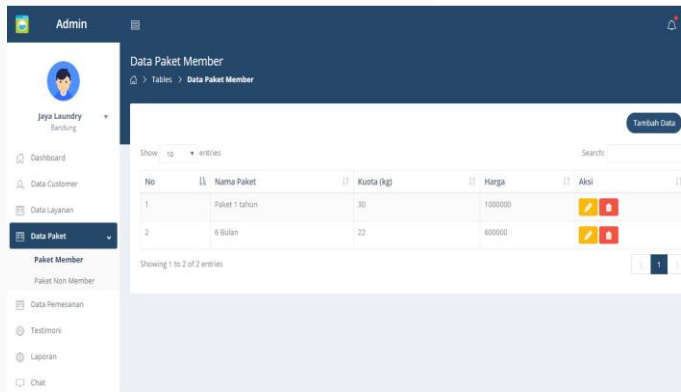 Admin
Jaya Laundry
Bandung
Dashboard
Data Customer
Data Layanan
Data Paket
Paket Member
Paket Non Member
Data Pemesanan
Testimoni
Laporan
Chat
Data Paket Member
> Tables > Data Paket Member
Tambah Data
Show 10 entries Search:
No Nama Paket Kuota (kg) Harga Aksi
1 Paket 1 tahun 30 1000000
2 6 Bulan 22 600000
Showing 1 to 2 of 2 entries 1